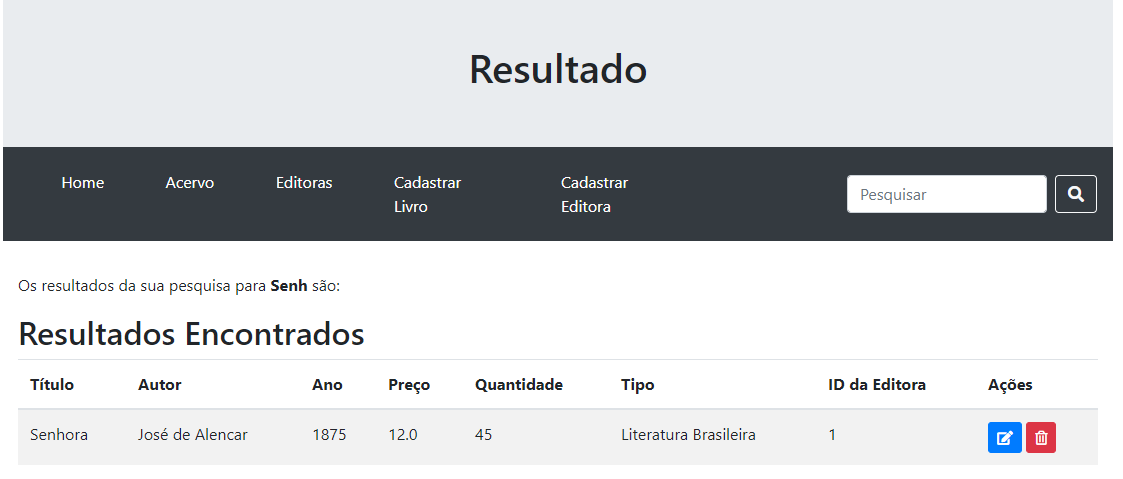 Resultado
Home Acervo Editoras Cadastrar Livro Cadastrar Editora Pesquisar
Os resultados da sua pesquisa para Senh são:
Resultados Encontrados
Título Autor Ano Preço Quantidade Tipo ID da Editora Ações
Senhora José de Alencar 1875 12.0 45 Literatura Brasileira 1